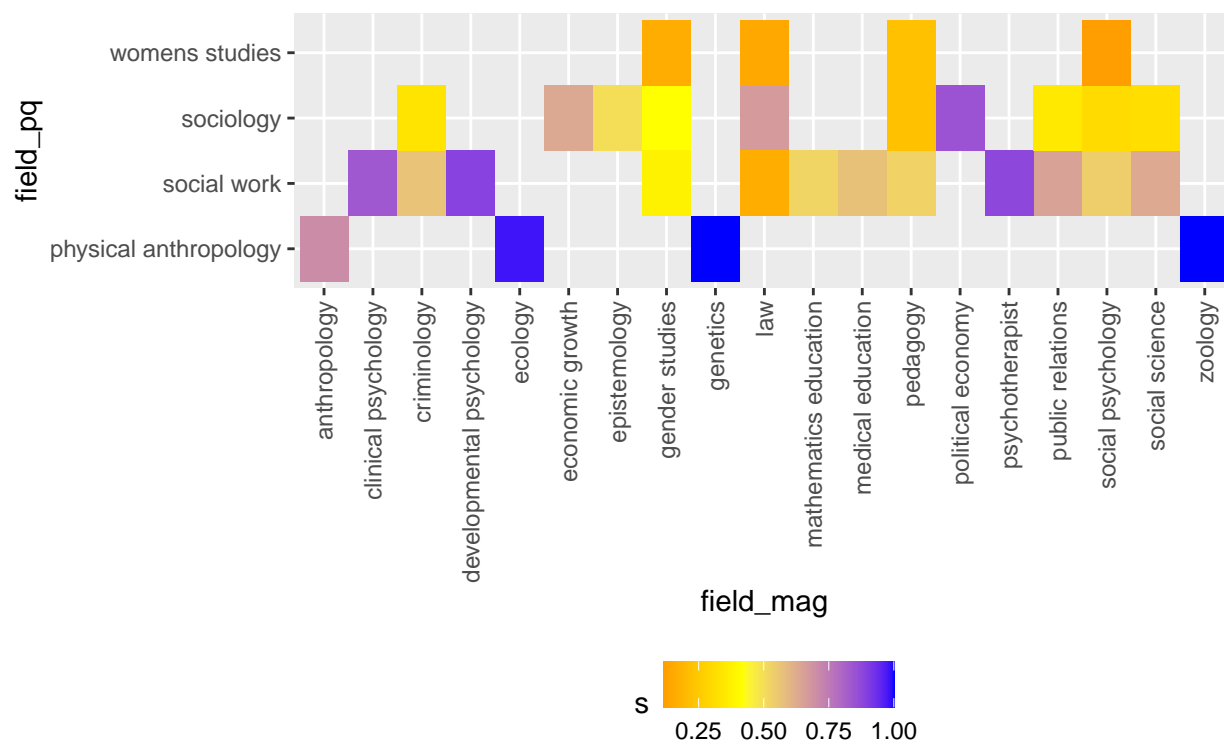 womens studies
sociology
social work
physical anthropology
field_pq
anthropology
clinical psychology
criminology
developmental psychology
ecology
economic growth
epistemology
gender studies
genetics
law
mathematics education
medical education
pedagogy
political economy
psychotherapist
public relations
social psychology
social science
zoology
field_mag
s
0.25 0.50 0.75 1.00